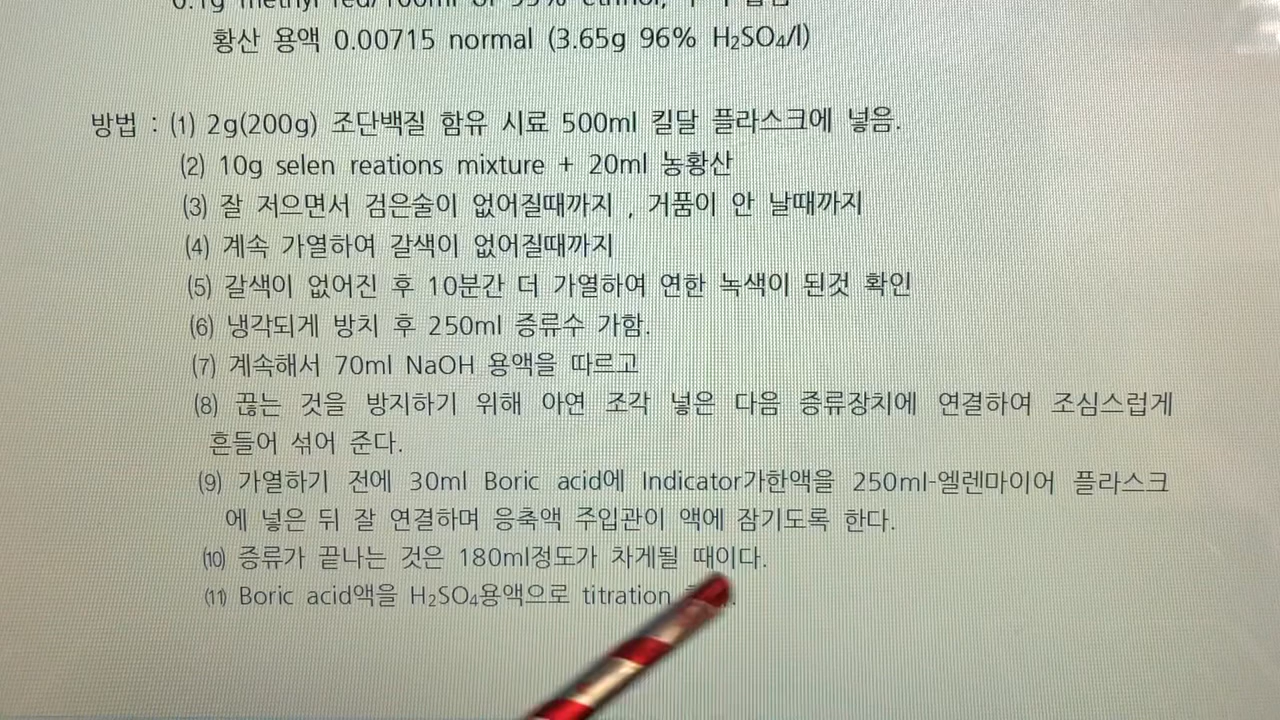 황산 용액 0.00715 normal (3.65g 96% H₂SO₄/l)
방법 : (1) 2g(200g) 조단백질 함유 시료 500ml 킬달 플라스크에 넣음.
(2) 10g selen reations mixture + 20ml 농황산
(3) 잘 저으면서 검은술이 없어질때까지 , 거품이 안 날때까지
(4) 계속 가열하여 갈색이 없어질때까지
(5) 갈색이 없어진 후 10분간 더 가열하여 연한 녹색이 된것 확인
(6) 냉각되게 방치 후 250ml 증류수 가함.
(7) 계속해서 70ml NaOH 용액을 따르고
(8) 끊는 것을 방지하기 위해 아연 조각 넣은 다음 증류장치에 연결하여 조심스럽게
흔들어 섞어 준다.
(9) 가열하기 전에 30ml Boric acid에 Indicator가한액을 250ml-엘렌마이어 플라스크
에 넣은 뒤 잘 연결하며 응축액 주입관이 액에 잠기도록 한다.
(10) 증류가 끝나는 것은 180ml정도가 차게될 때이다.
(11) Boric acid액을 H₂SO₄용액으로 titration